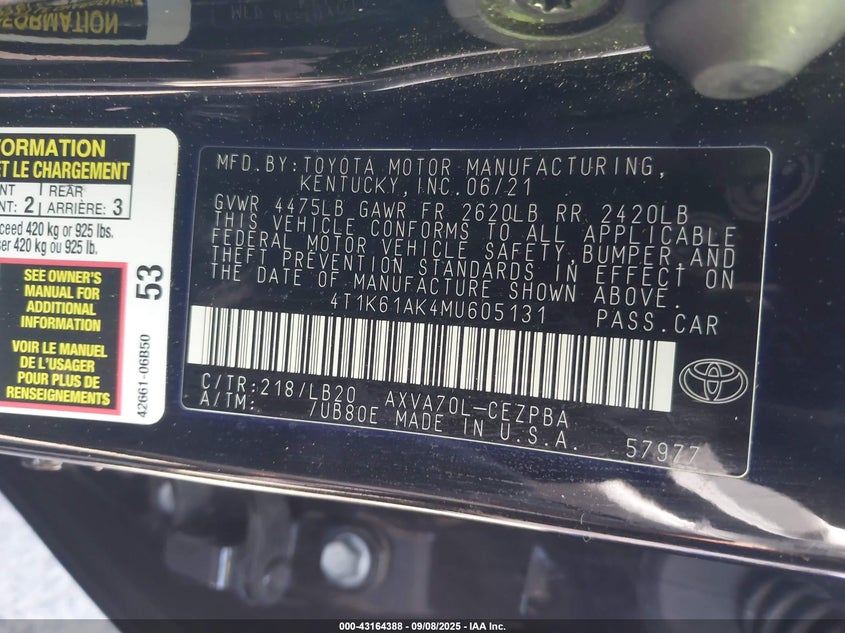 FORMATION
ORMATION
ET LE CHARGEMENT
NT 2 REAR
ARRIÈRE: 3
ceed 420 kg or 925 lbs.
ser 420 kg ou 925 lb.
SEE OWNER'S
MANUAL FOR
ADDITIONAL
INFORMATION
VOIR LE MANUEL
DE L'USAGER
POUR PLUS DE
RENSEIGNEMENTS
53
42661-06B50
MFD.BY:TOYOTA MOTOR MANUFACTURING,
KENTUCKY,INC.06/21
GVWR 4475LB GAWR FR 2620LB RR 2420LB
THIS VEHICLE CONFORMS TO ALL APPLICABLE
FEDERAL MOTOR VEHICLE SAFETY,BUMPER,AND
THEFT PREVENTION STANDARDS IN EFFECT ON
THE DATE OF MANUFACTURE SHOWN ABOVE.
4T1K61AK4MU605131 PASS.CAR
C/TR:218/LB20 AXVA70L-CEZPBA
A/TM: /UB80E MADE IN U.S.A.
57977
000-43164388 - 09/08/2025 - IAA Inc.